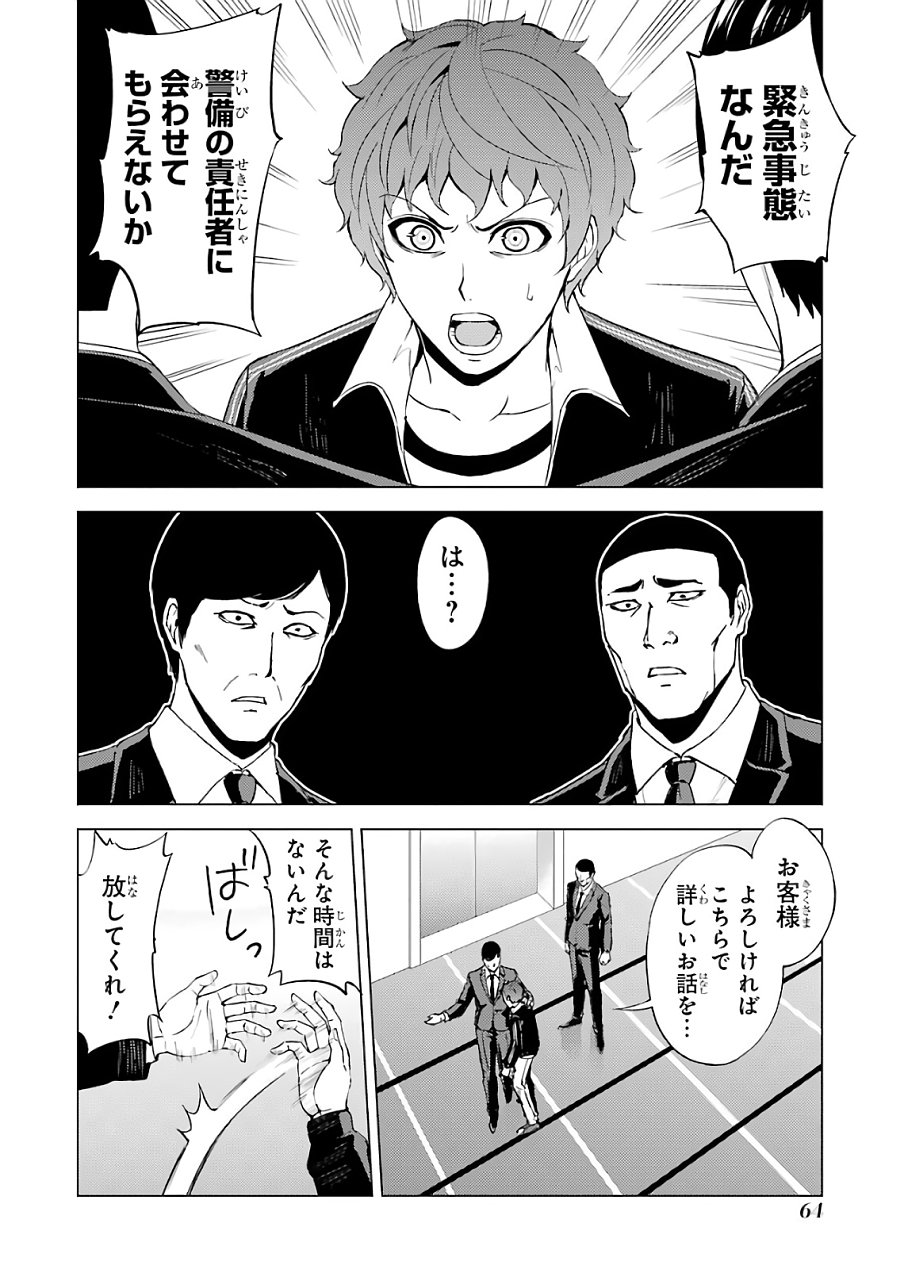 緊急事態
なんだ
警備の責任者に
会わせて
もらえないか
は…?
お客様
よろしければ
こちらで
詳しいお話を…
そんな時間は
ないんだ
ばしっ
放してくれ!
64